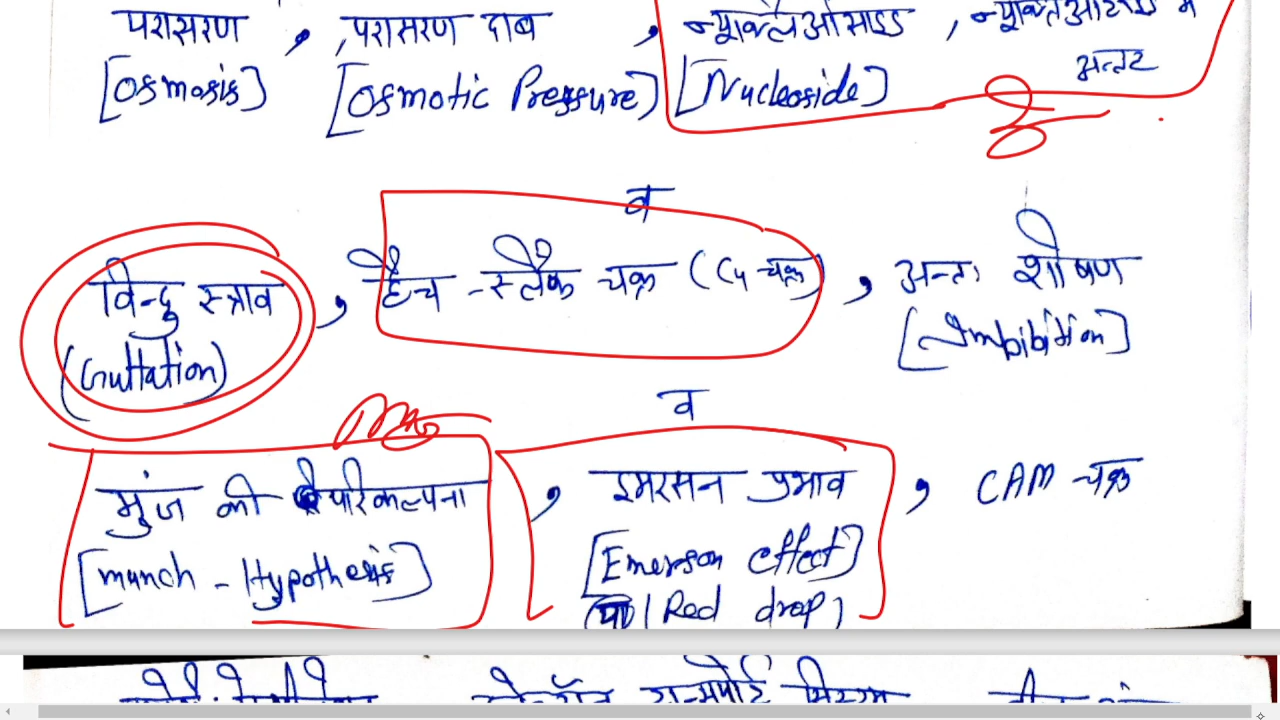 परासरण , परासरण दाब , न्यूक्लिओसाइड , न्यूक्लिओटाइड में
[Osmosis] [Osmotic Pressure] [Nucleoside] अन्तर
व
विन्दु स्त्राव , हैच - स्लैक चक्र (C4-चक्र) , अन्तः शोषण
(Guttation) [Imbibition]
व
मुंज की परिकल्पना , इमरसन प्रभाव , CAM चक्र
[munch - Hypothesis] [Emerson effect]
(या Red drop)